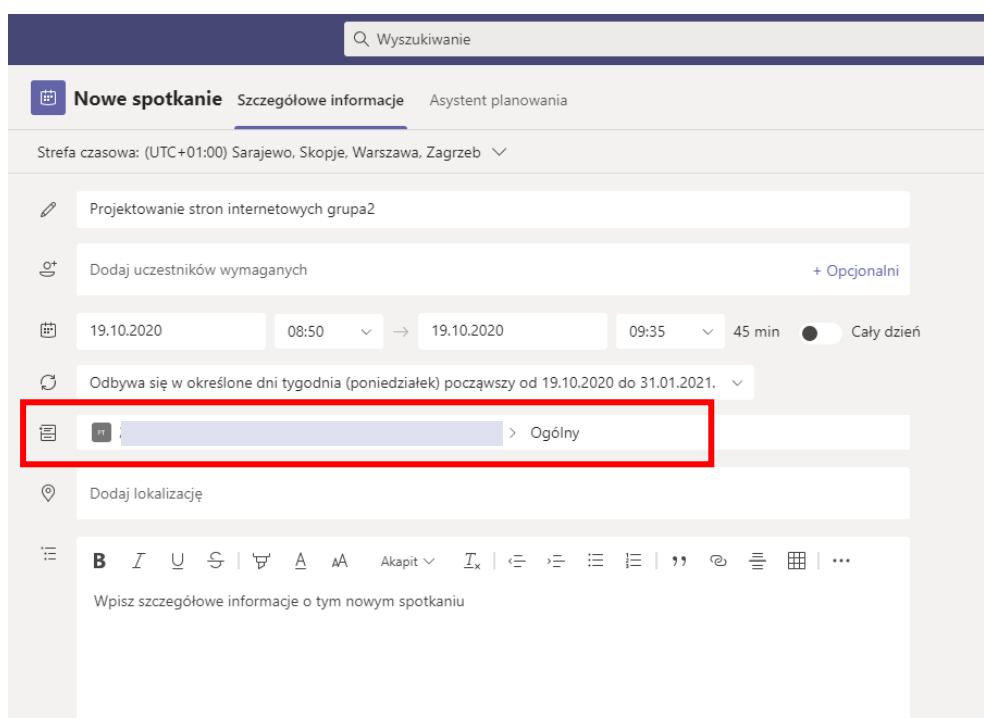 Wyszukiwanie
Nowe spotkanie Szczegółowe informacje Asystent planowania
Strefa czasowa: (UTC+01:00) Sarajewo, Skopje, Warszawa, Zagrzeb
Projektowanie stron internetowych grupa2
Dodaj uczestników wymaganych + Opcjonalni
19.10.2020 08:50 → 19.10.2020 09:35 45 min Cały dzień
Odbywa się w określone dni tygodnia (poniedziałek) począwszy od 19.10.2020 do 31.01.2021.
> Ogólny
Dodaj lokalizację
B I U S A AA Akapit Tx
Wpisz szczegółowe informacje o tym nowym spotkaniu